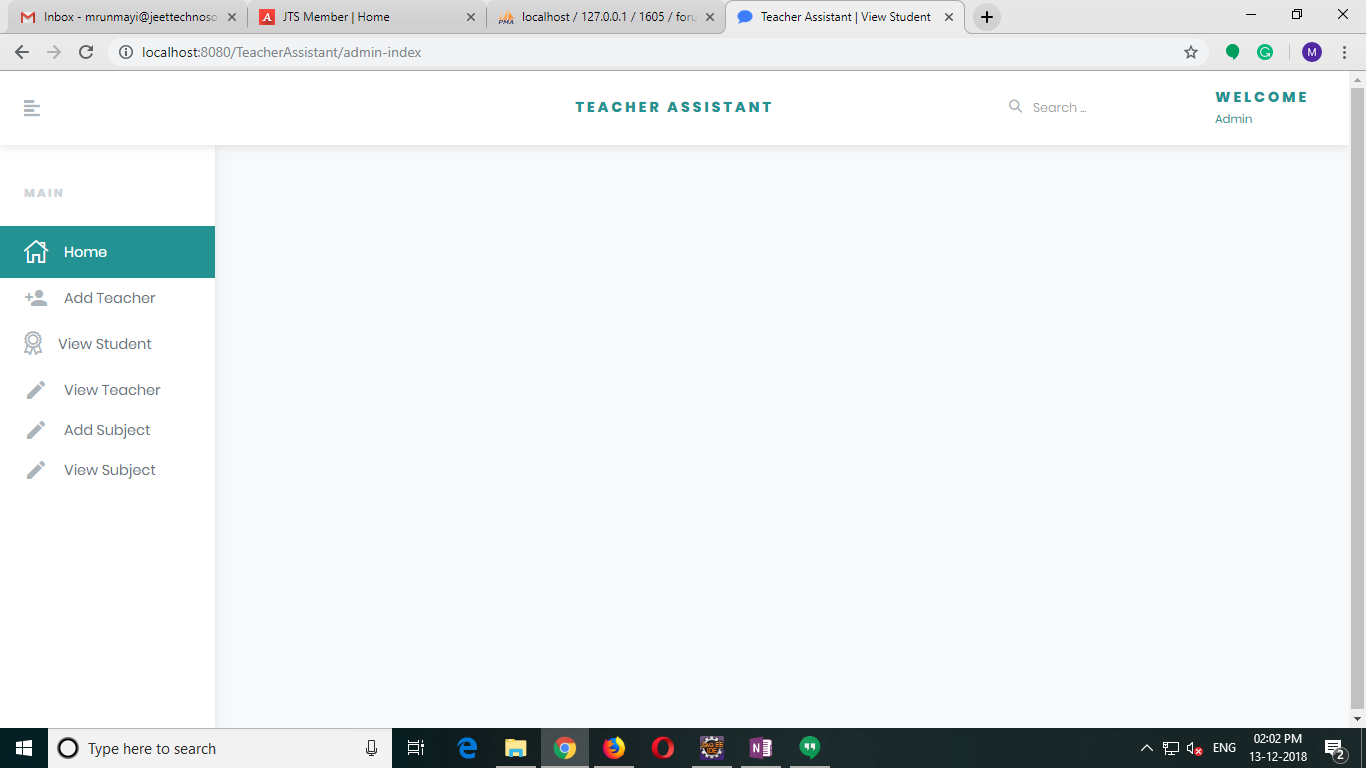 Inbox - mrunmayi@jeettechnoso
JTS Member | Home
localhost / 127.0.0.1 / 1605 / foru
Teacher Assistant | View Student
localhost:8080/TeacherAssistant/admin-index
M
TEACHER ASSISTANT
Search ...
WELCOME
Admin
MAIN
Home
Add Teacher
View Student
View Teacher
Add Subject
View Subject
Type here to search
ENG
02:02 PM
13-12-2018
2